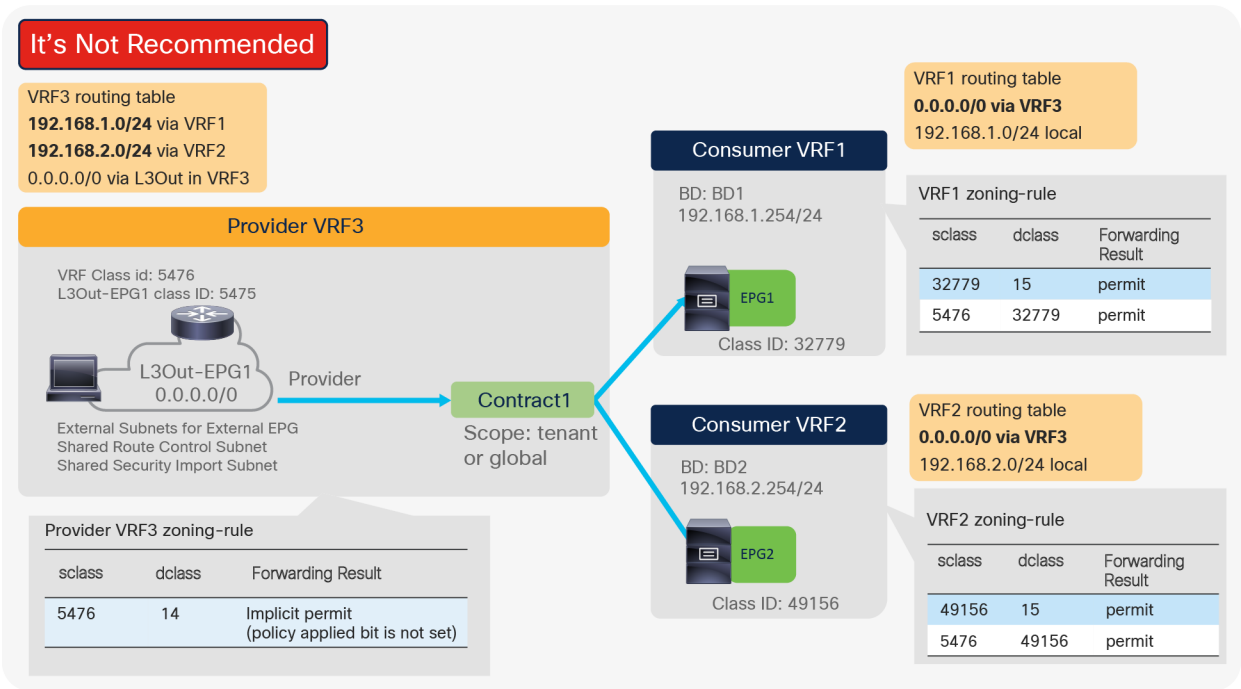 It's Not Recommended
VRF3 routing table
192.168.1.0/24 via VRF1
192.168.2.0/24 via VRF2
0.0.0.0/0 via L3Out in VRF3
Provider VRF3
VRF Class id: 5476
L3Out-EPG1 class ID: 5475
L3Out-EPG1
0.0.0.0/0
Provider
External Subnets for External EPG
Shared Route Control Subnet
Shared Security Import Subnet
Contract1
Scope: tenant
or global
Provider VRF3 zoning-rule
sclass dclass Forwarding Result
5476 14 Implicit permit
(policy applied bit is not set)
Consumer VRF1
BD: BD1
192.168.1.254/24
EPG1
Class ID: 32779
VRF1 routing table
0.0.0.0/0 via VRF3
192.168.1.0/24 local
VRF1 zoning-rule
sclass dclass Forwarding
Result
32779 15 permit
5476 32779 permit
Consumer VRF2
BD: BD2
192.168.2.254/24
EPG2
Class ID: 49156
VRF2 routing table
0.0.0.0/0 via VRF3
192.168.2.0/24 local
VRF2 zoning-rule
sclass dclass Forwarding
Result
49156 15 permit
5476 49156 permit